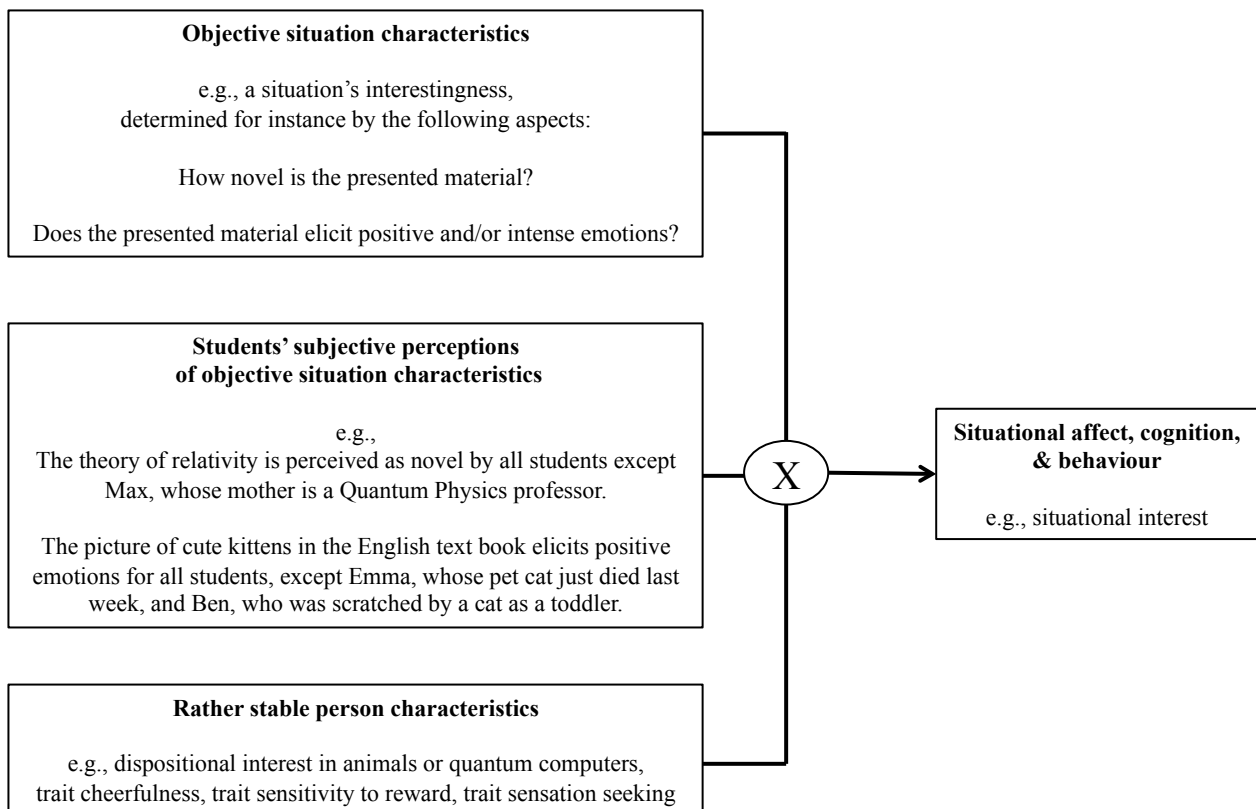 Objective situation characteristics
e.g., a situation’s interestingness,
determined for instance by the following aspects:
How novel is the presented material?
Does the presented material elicit positive and/or intense emotions?
Students’ subjective perceptions
of objective situation characteristics
e.g.,
The theory of relativity is perceived as novel by all students except
Max, whose mother is a Quantum Physics professor.
The picture of cute kittens in the English text book elicits positive
emotions for all students, except Emma, whose pet cat just died last
week, and Ben, who was scratched by a cat as a toddler.
Rather stable person characteristics
e.g., dispositional interest in animals or quantum computers,
trait cheerfulness, trait sensitivity to reward, trait sensation seeking
X
Situational affect, cognition,
& behaviour
e.g., situational interest